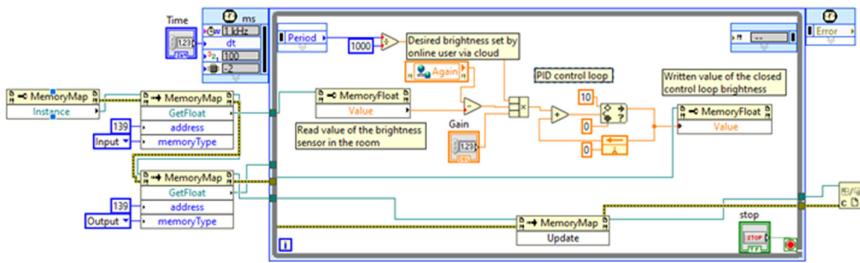 Time
ms
1 kHz
dt
100
-2
Period
1000
Desired brightness set by
online user via cloud
Again
Error
MemoryMap
Instance
MemoryMap
GetFloat
address
memoryType
139
Input
MemoryFloat
Value
Read value of the brightness
sensor in the room
Gain
1.23
PID control loop
10
0
0
Written value of the closed
control loop brightness
MemoryFloat
Value
MemoryMap
GetFloat
address
memoryType
139
Output
MemoryMap
Update
stop
STOP
i